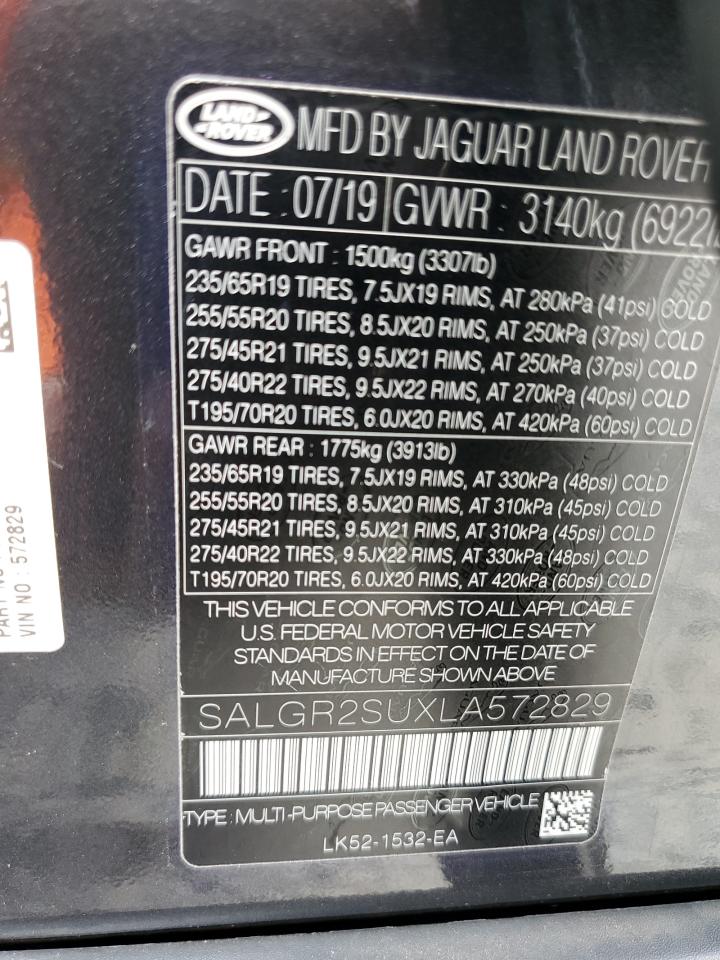 LAND
ROVER
MFD BY JAGUAR LAND ROVER
DATE : 07/19 GVWR : 3140kg (6922
GAWR FRONT : 1500kg (3307lb)
235/65R19 TIRES, 7.5JX19 RIMS, AT 280kPa (41psi) COLD
255/55R20 TIRES, 8.5JX20 RIMS, AT 250kPa (37psi) COLD
275/45R21 TIRES, 9.5JX21 RIMS, AT 250kPa (37psi) COLD
275/40R22 TIRES, 9.5JX22 RIMS, AT 270kPa (40psi) COLD
T195/70R20 TIRES, 6.0JX20 RIMS, AT 420kPa (60psi) COLD
GAWR REAR : 1775kg (3913lb)
235/65R19 TIRES, 7.5JX19 RIMS, AT 330kPa (48psi) COLD
255/55R20 TIRES, 8.5JX20 RIMS, AT 310kPa (45psi) COLD
275/45R21 TIRES, 9.5JX21 RIMS, AT 310kPa (45psi) COLD
275/40R22 TIRES, 9.5JX22 RIMS, AT 330kPa (48psi) COLD
T195/70R20 TIRES, 6.0JX20 RIMS, AT 420kPa (60psi) COLD
THIS VEHICLE CONFORMS TO ALL APPLICABLE
U.S. FEDERAL MOTOR VEHICLE SAFETY
STANDARDS IN EFFECT ON THE DATE OF
MANUFACTURE SHOWN ABOVE
SALGR2SUXLA572829
TYPE : MULTI-PURPOSE PASSENGER VEHICLE
LK52-1532-EA
PART NO
VIN NO : 572829